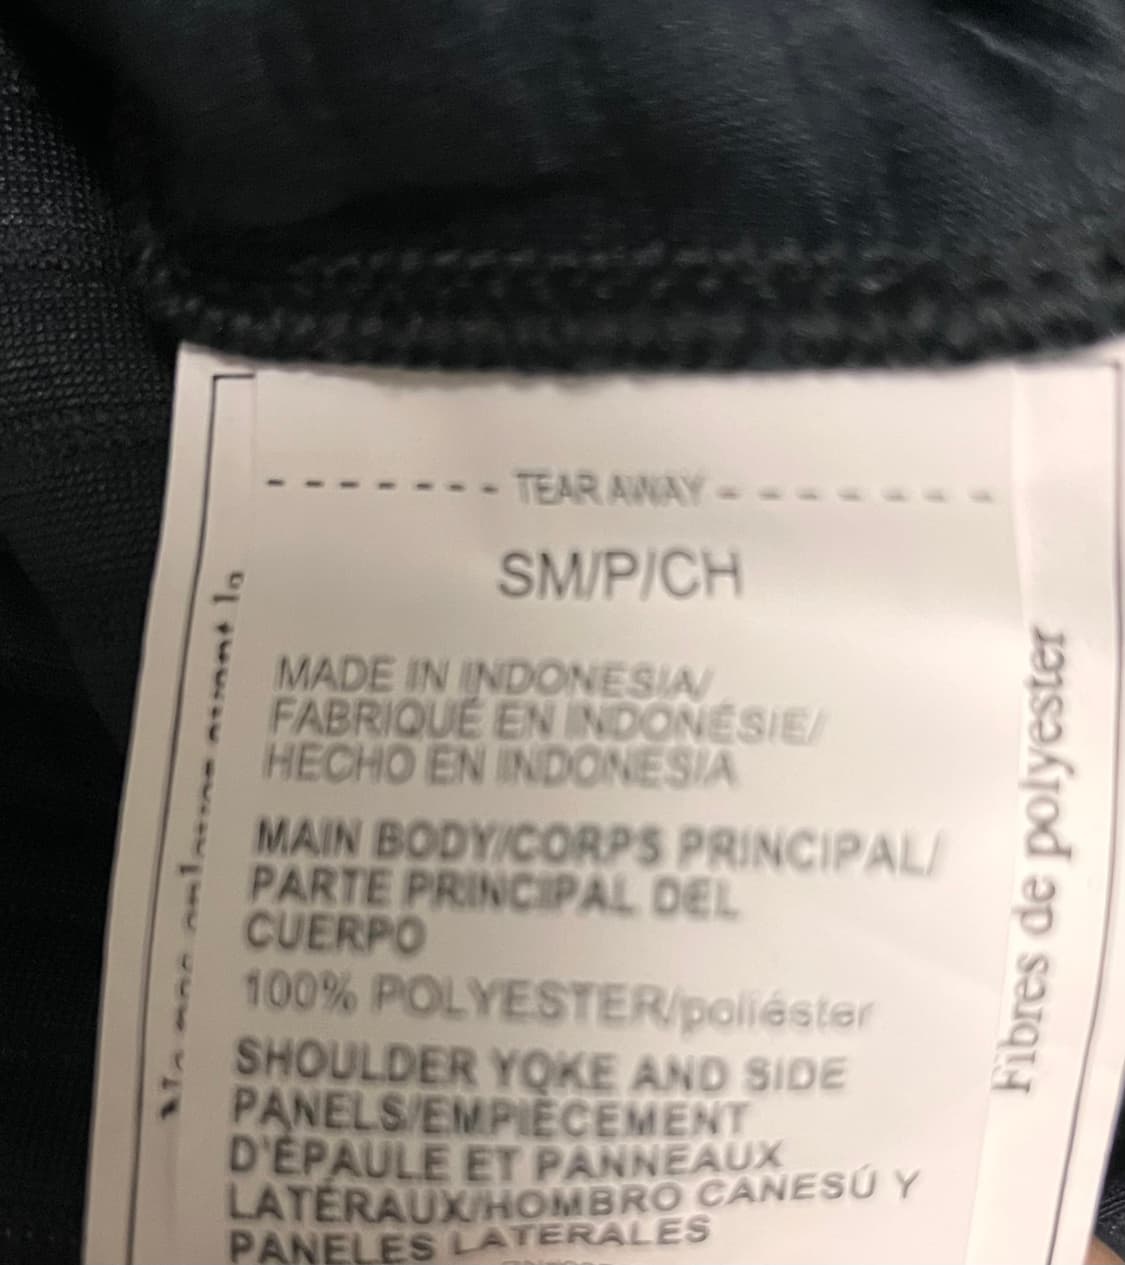 TEAR AWAY
SM/P/CH
MADE IN INDONESIA/
FABRIQUÉ EN INDONÉSIE/
HECHO EN INDONESIA
MAIN BODY/CORPS PRINCIPAL/
PARTE PRINCIPAL DEL
CUERPO
100% POLYESTER/poliéster
SHOULDER YOKE AND SIDE
PANELS/EMPIÈCEMENT
D'ÉPAULE ET PANNEAUX
LATÉRAUX/HOMBRO CANESÚ Y
PANELES LATERALES
Fibres de polyester